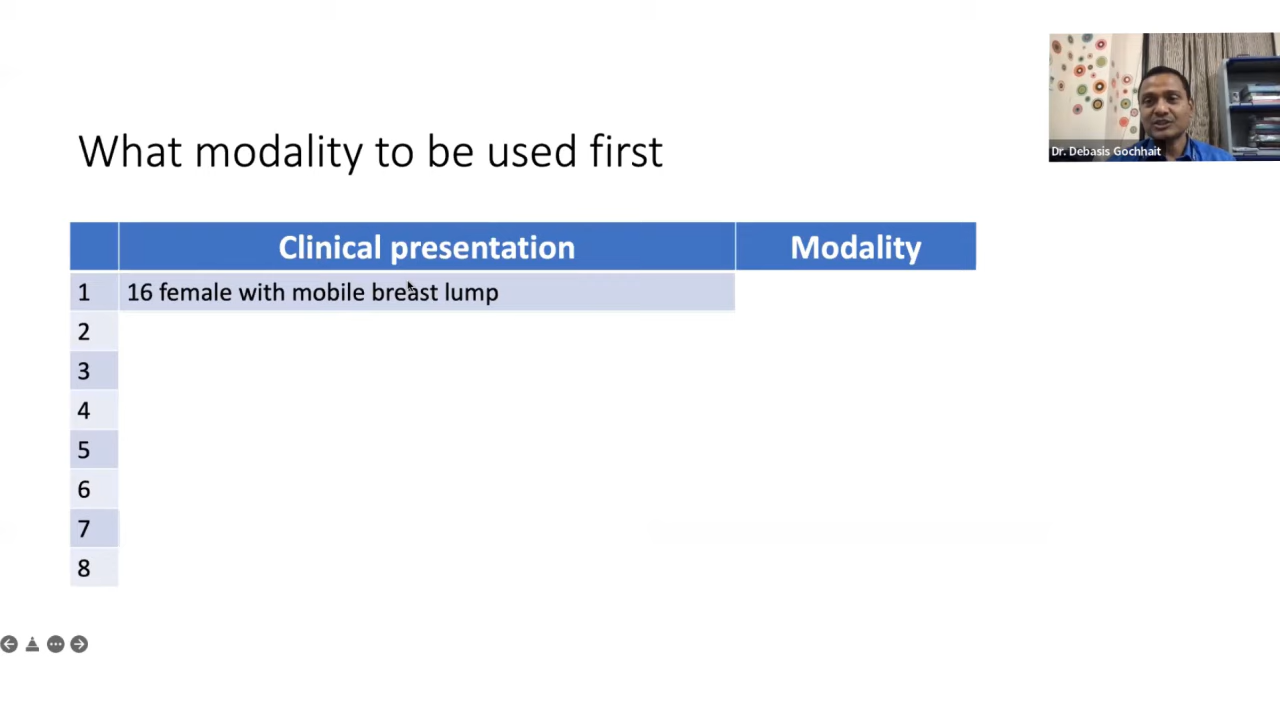 Dr. Debasis Gochhait
What modality to be used first
Clinical presentation Modality
1 16 female with mobile breast lump
2
3
4
5
6
7
8